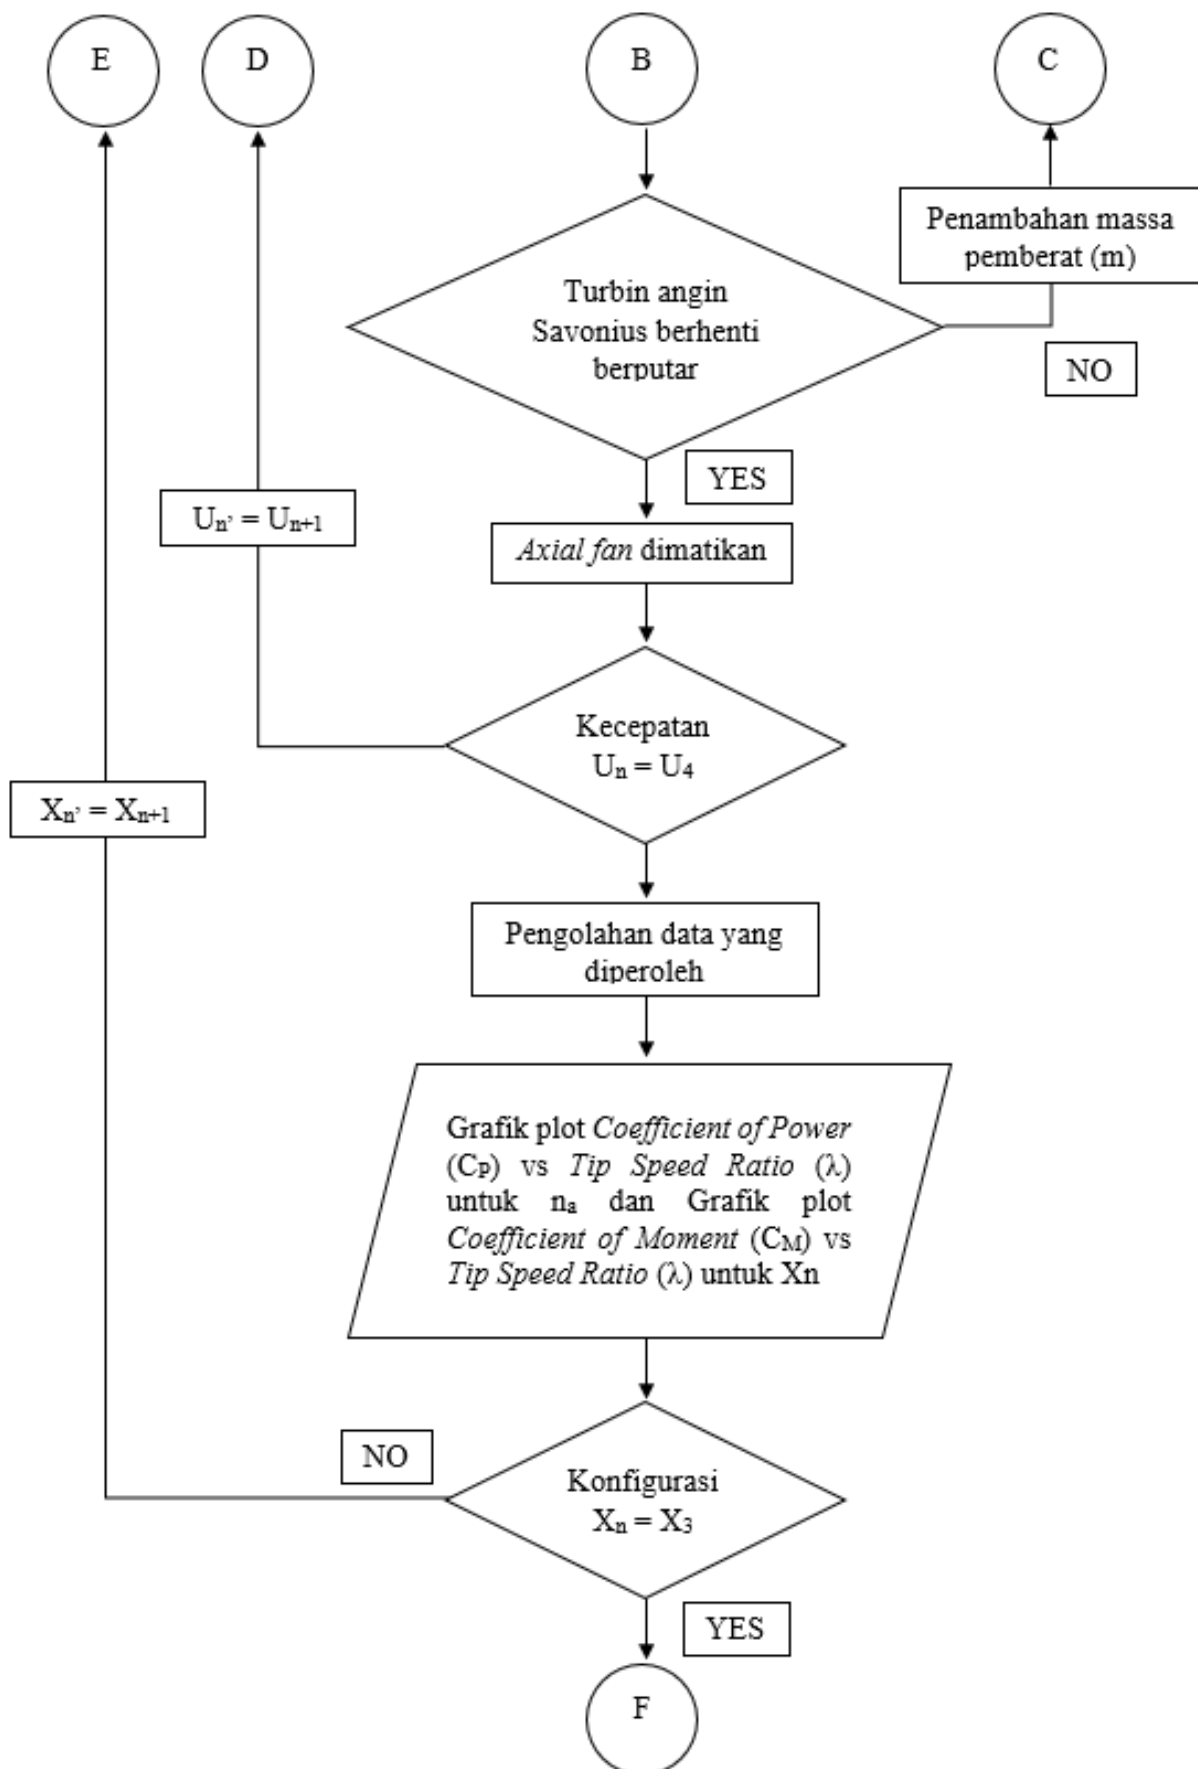 E
D
B
C
Penambahan massa
pemberat (m)
Turbin angin
Savonius berhenti
berputar
NO
YES
Uₙ’ = Uₙ₊₁
Axial fan dimatikan
Kecepatan
Uₙ = U₄
Xₙ’ = Xₙ₊₁
Pengolahan data yang
diperoleh
Grafik plot Coefficient of Power
(Cₚ) vs Tip Speed Ratio (λ)
untuk nₐ dan Grafik plot
Coefficient of Moment (C_M) vs
Tip Speed Ratio (λ) untuk Xn
NO
Konfigurasi
Xₙ = X₃
YES
F